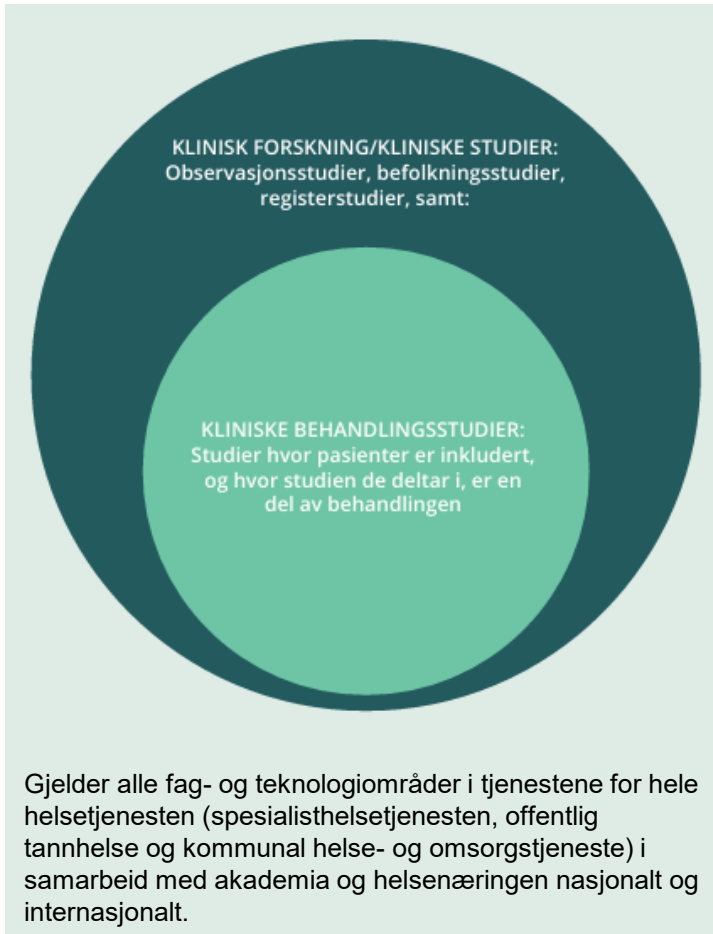 KLINISK FORSKNING/KLINISKE STUDIER:
Observasjonsstudier, befolkningsstudier,
registerstudier, samt:
KLINISKE BEHANDLINGSSTUDIER:
Studier hvor pasienter er inkludert,
og hvor studien de deltar i, er en
del av behandlingen
Gjelder alle fag- og teknologiområder i tjenestene for hele
helsetjenesten (spesialisthelsetjenesten, offentlig
tannhelse og kommunal helse- og omsorgstjeneste) i
samarbeid med akademia og helsenæringen nasjonalt og
internasjonalt.